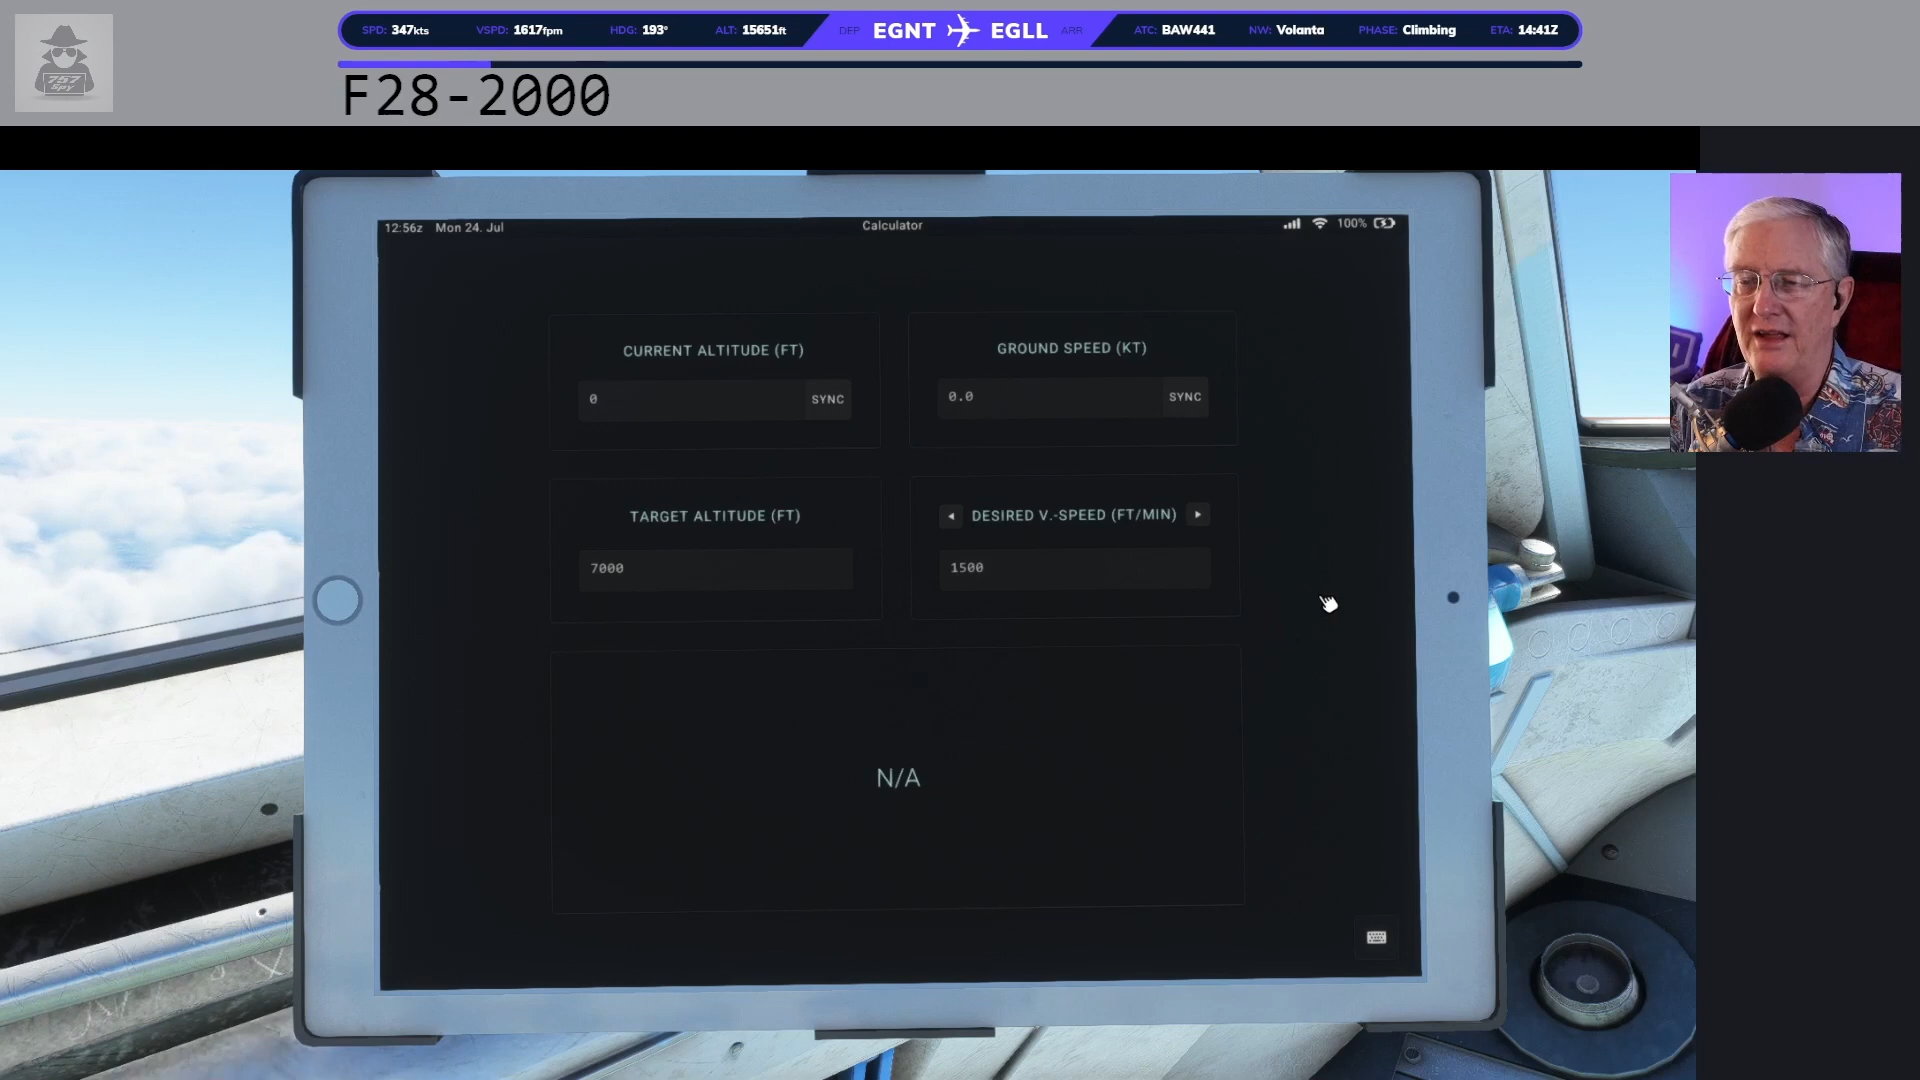 SPD: 347kts VSPD: 1617fpm HDG: 193° ALT: 15651ft DEP EGNT EGLL ARR ATC: BAW441 NW: Volanta PHASE: Climbing ETA: 14:41Z
757
Spy
F28-2000
12:56z Mon 24. Jul Calculator 100%
CURRENT ALTITUDE (FT) GROUND SPEED (KT)
0 SYNC 0.0 SYNC
TARGET ALTITUDE (FT) DESIRED V.-SPEED (FT/MIN)
7000 1500
N/A